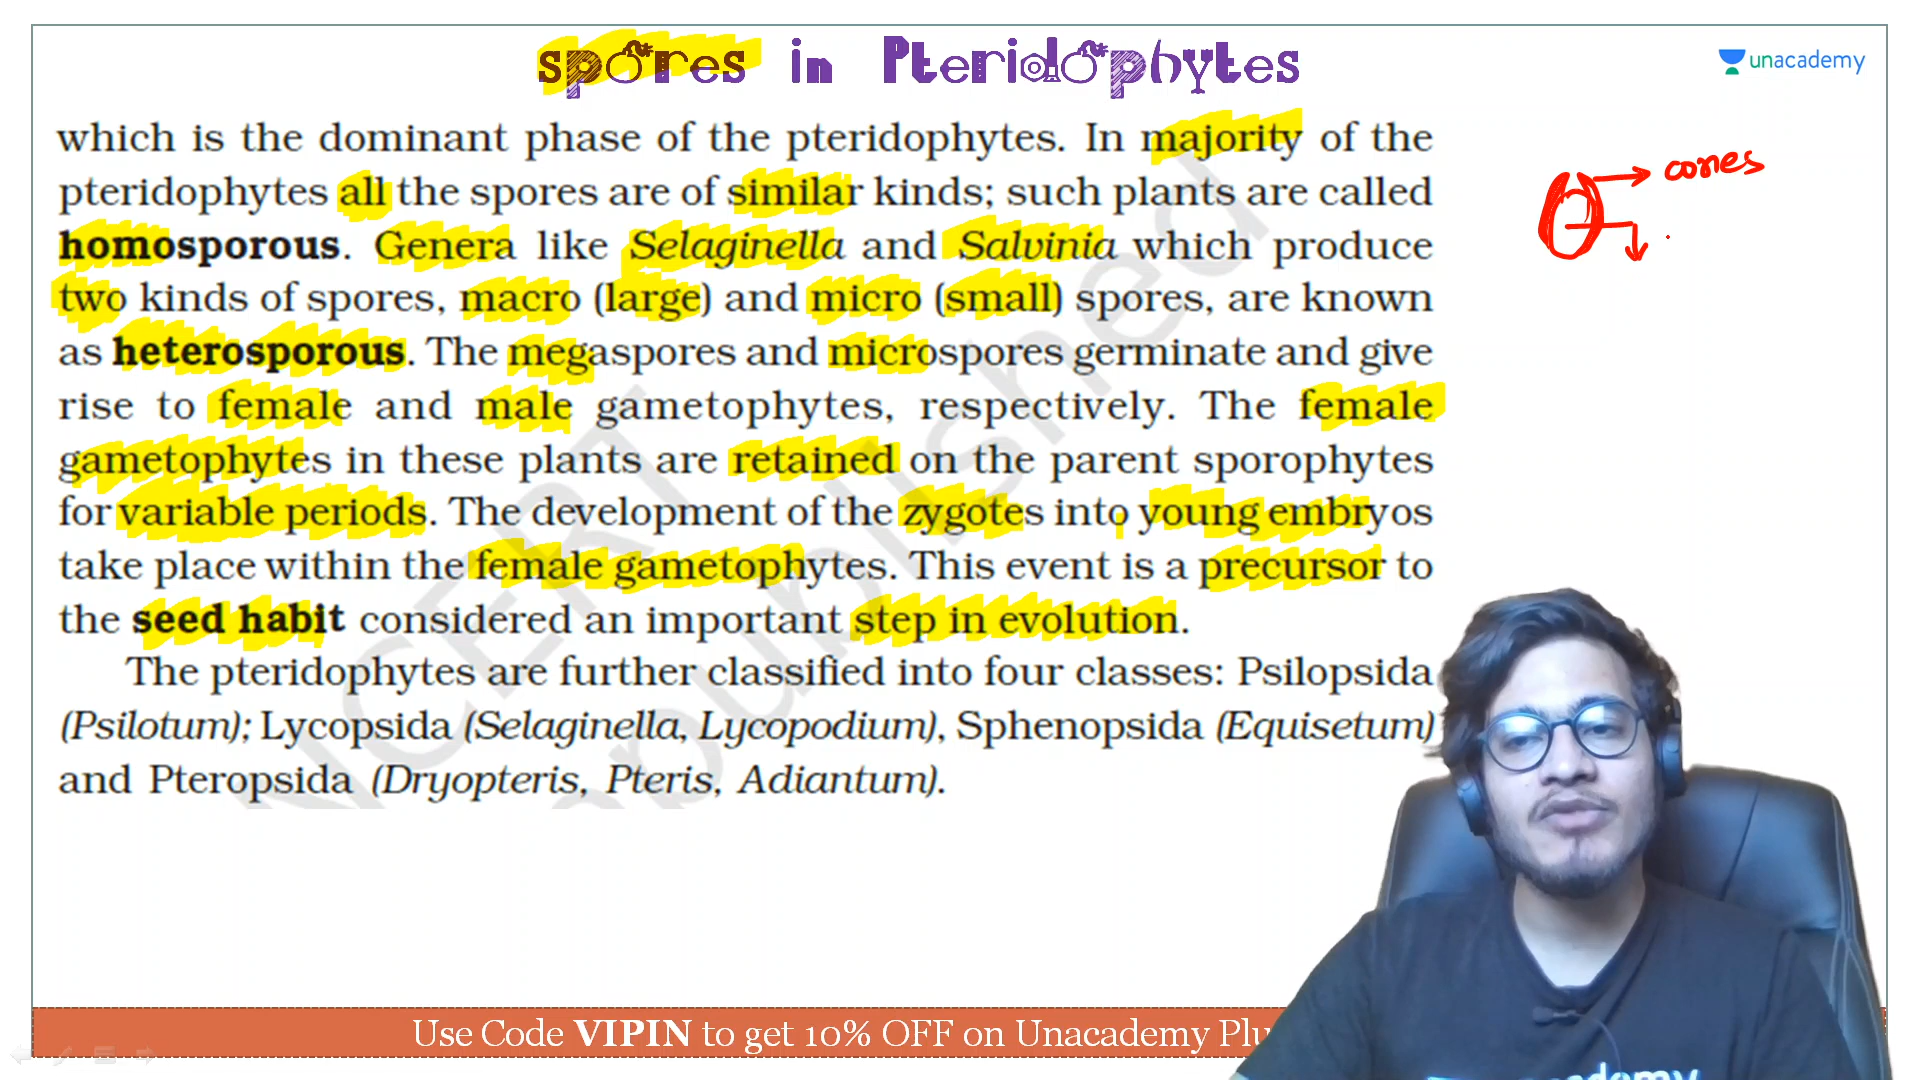 spores in Pteridophytes
unacademy
which is the dominant phase of the pteridophytes. In majority of the
pteridophytes all the spores are of similar kinds; such plants are called
homosporous. Genera like Selaginella and Salvinia which produce
two kinds of spores, macro (large) and micro (small) spores, are known
as heterosporous. The megaspores and microspores germinate and give
rise to female and male gametophytes, respectively. The female
gametophytes in these plants are retained on the parent sporophytes
for variable periods. The development of the zygotes into young embryos
take place within the female gametophytes. This event is a precursor to
the seed habit considered an important step in evolution.
The pteridophytes are further classified into four classes: Psilopsida
(Psilotum); Lycopsida (Selaginella, Lycopodium), Sphenopsida (Equisetum)
and Pteropsida (Dryopteris, Pteris, Adiantum).
cones
NCERT
Use Code VIPIN to get 10% OFF on Unacademy Plu